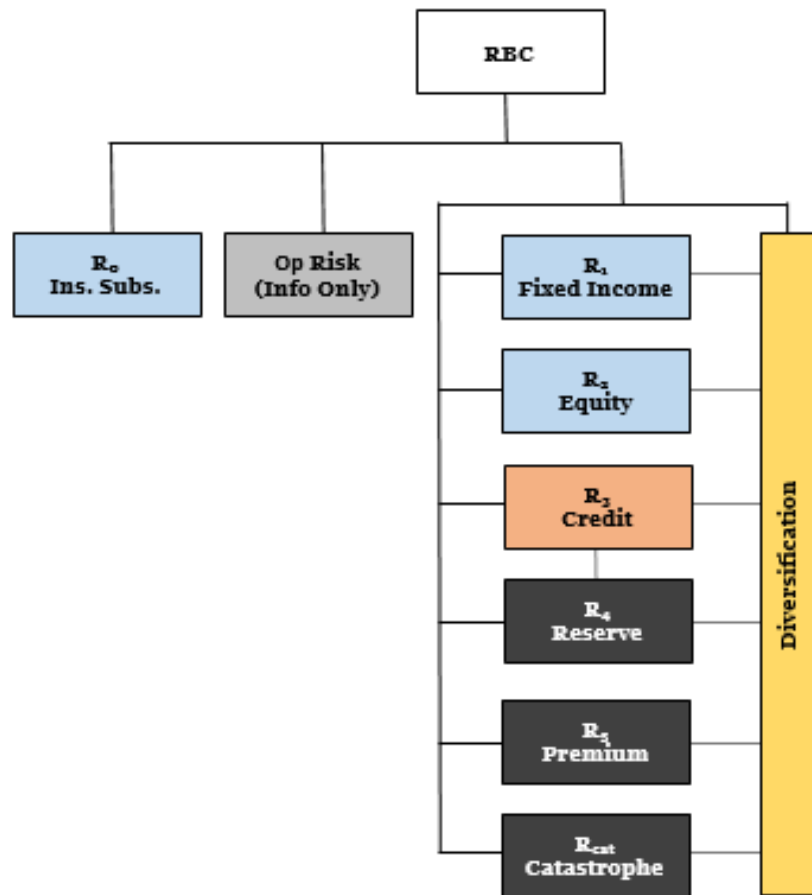 RBC
R₀
Ins. Subs.
Op Risk
(Info Only)
R₁
Fixed Income
R₂
Equity
R₃
Credit
R₄
Reserve
R₅
Premium
R_cat
Catastrophe
Diversification